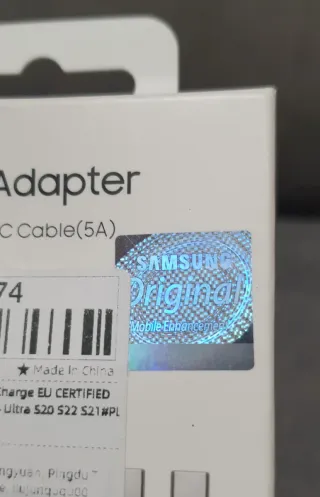 Adapter
C Cable(5A)
SAMSUNG
Original
Mobile Enhancement
74
★ Made In China
Charge EU CERTIFIED
Ultra S20 S22 S21#PL
Pingdu